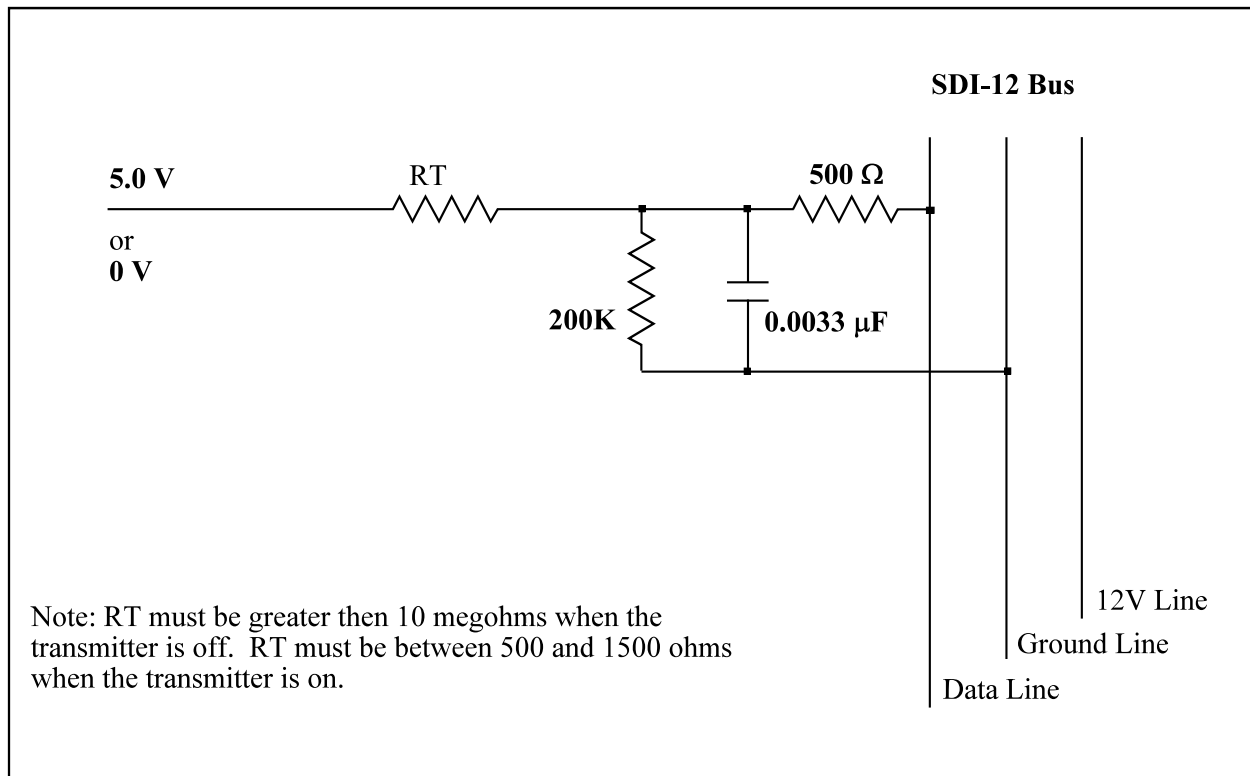 SDI-12 Bus
5.0 V
RT
500 Ω
or
0 V
200K
0.0033 μF
12V Line
Ground Line
Data Line
Note: RT must be greater then 10 megohms when the
transmitter is off. RT must be between 500 and 1500 ohms
when the transmitter is on.